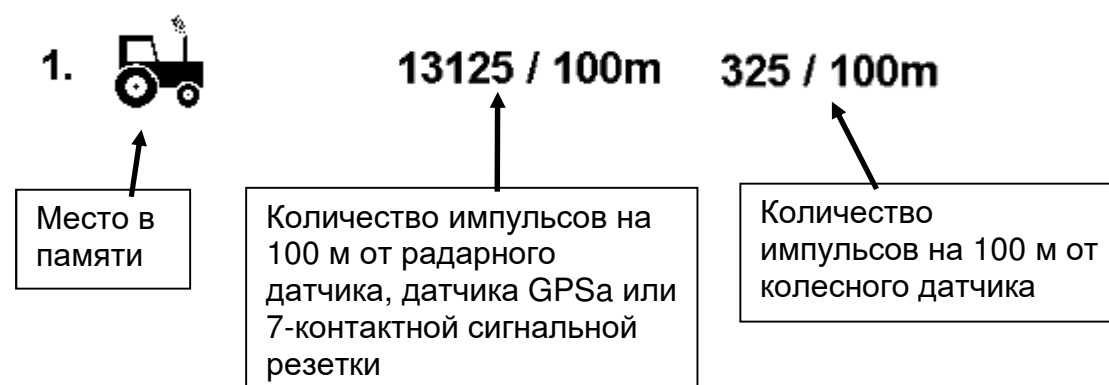 1. 13125 / 100m 325 / 100m
Место в
памяти
Количество импульсов на
100 м от радарного
датчика, датчика GPSa или
7-контактной сигнальной
резетки
Количество
импульсов на 100 м от
колесного датчика